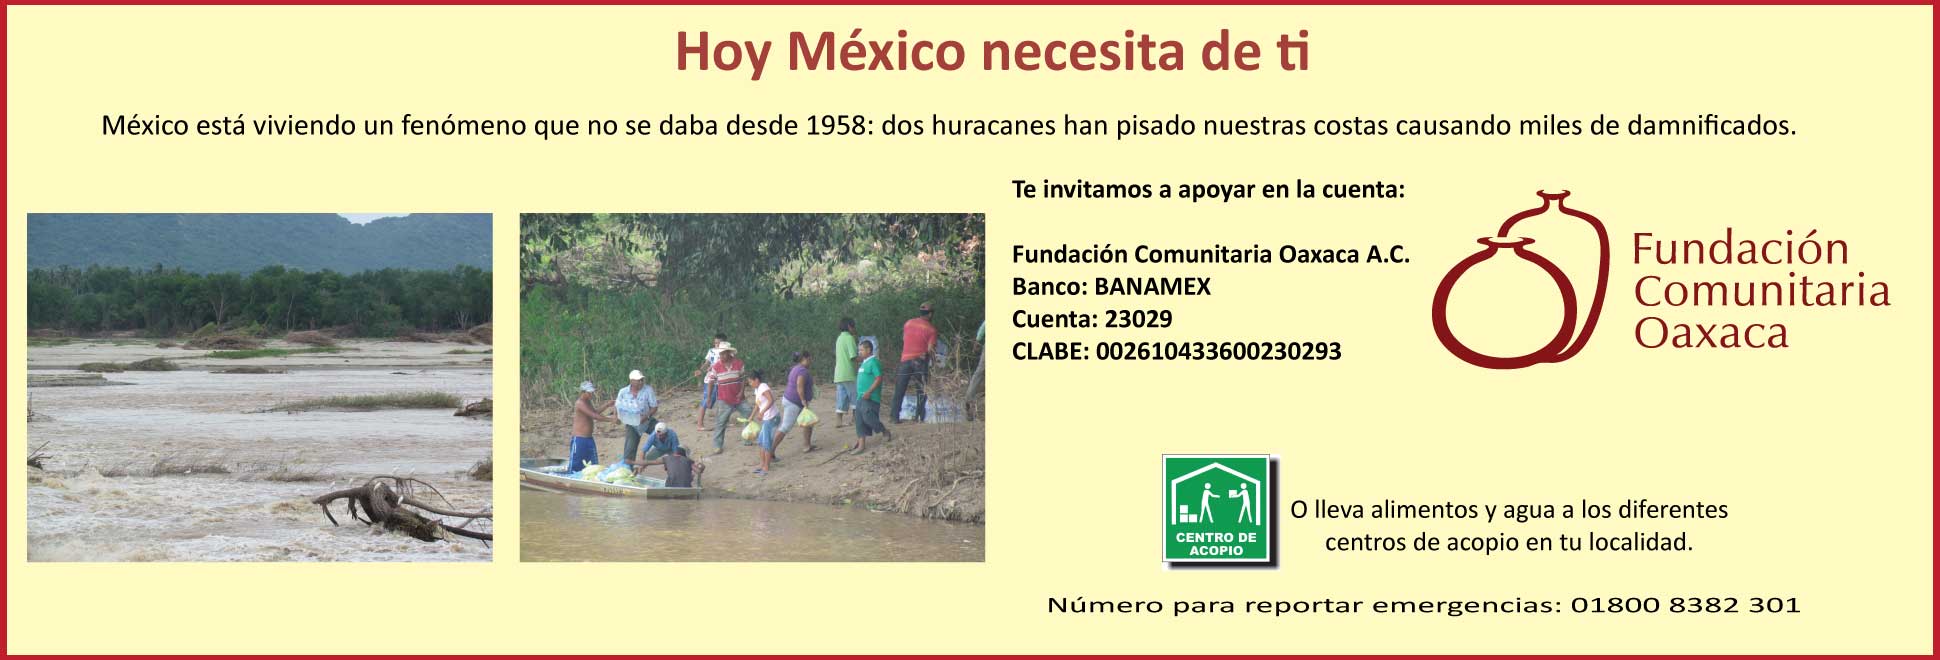 Hoy México necesita de ti
México está viviendo un fenómeno que no se daba desde 1958: dos huracanes han pisado nuestras costas causando miles de damnificados.
Te invitamos a apoyar en la cuenta:
Fundación Comunitaria Oaxaca A.C.
Banco: BANAMEX
Cuenta: 23029
CLABE: 002610433600230293
Fundación
Comunitaria
Oaxaca
CENTRO DE
ACOPIO
O lleva alimentos y agua a los diferentes
centros de acopio en tu localidad.
Número para reportar emergencias: 01800 8382 301